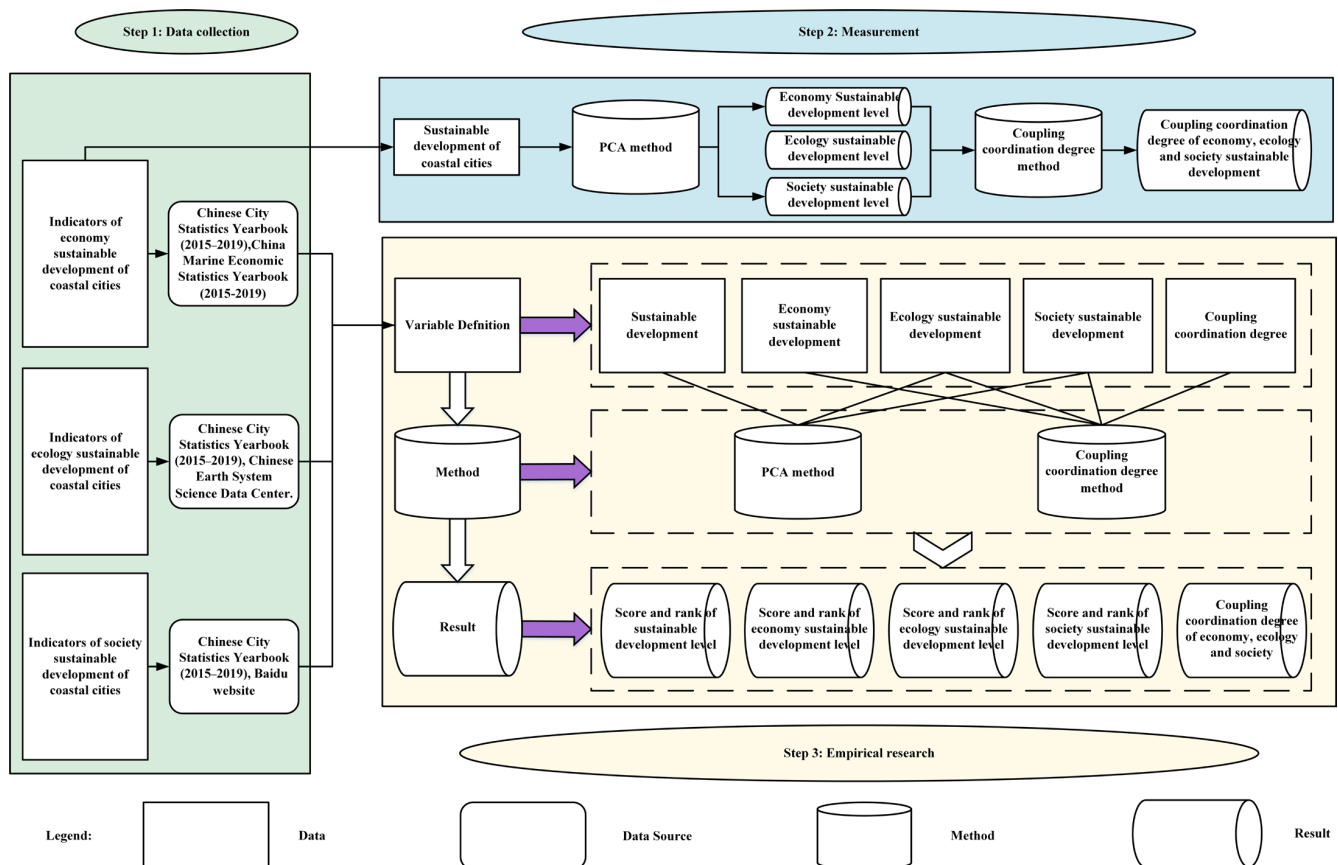 Step 1: Data collection
Step 2: Measurement
Indicators of
economy
sustainable
development of
coastal cities
Chinese City
Statistics Yearbook
(2015–2019),China
Marine Economic
Statistics Yearbook
(2015-2019)
Indicators of
ecology sustainable
development of
coastal cities
Chinese City
Statistics Yearbook
(2015–2019), Chinese
Earth System
Science Data Center.
Indicators of society
sustainable
development of
coastal cities
Chinese City
Statistics Yearbook
(2015–2019), Baidu
website
Sustainable
development of
coastal cities
PCA method
Economy Sustainable
development level
Ecology sustainable
development level
Society sustainable
development level
Coupling
coordination degree
method
Coupling coordination
degree of economy, ecology
and society sustainable
development
Variable Defnition
Sustainable
development
Economy
sustainable
development
Ecology sustainable
development
Society sustainable
development
Coupling
coordination degree
Method
PCA method
Coupling
coordination degree
method
Result
Score and rank of
sustainable
development level
Score and rank of
economy sustainable
development level
Score and rank of
ecology sustainable
development level
Score and rank of
society sustainable
development level
Coupling
coordination degree
of economy, ecology
and society
Step 3: Empirical research
Legend:
Data
Data Source
Method
Result